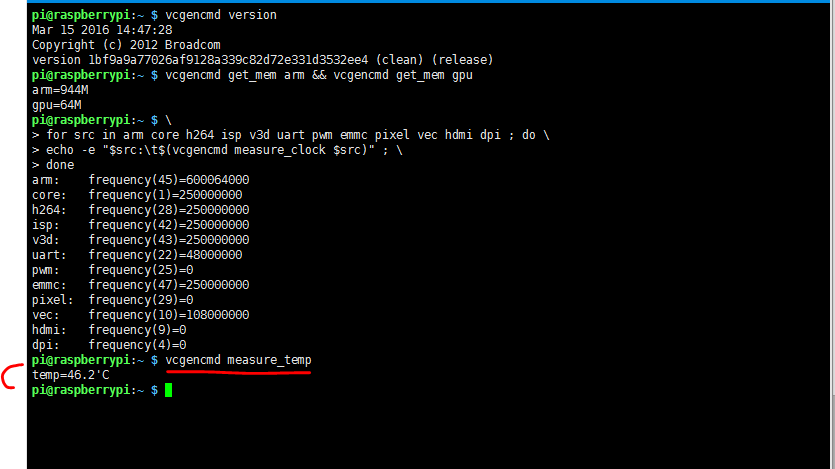 pi@raspberrypi:~ $ vcgencmd version
Mar 15 2016 14:47:28
Copyright (c) 2012 Broadcom
version 1bf9a9a77026af9128a339c82d72e331d3532ee4 (clean) (release)
pi@raspberrypi:~ $ vcgencmd get_mem arm && vcgencmd get_mem gpu
arm=944M
gpu=64M
pi@raspberrypi:~ $ \
> for src in arm core h264 isp v3d uart pwm emmc pixel vec hdmi dpi ; do \
> echo -e "$src:\t$(vcgencmd measure_clock $src)" ; \
> done
arm:    frequency(45)=600064000
core:   frequency(1)=250000000
h264:   frequency(28)=250000000
isp:    frequency(42)=250000000
v3d:    frequency(43)=250000000
uart:   frequency(22)=48000000
pwm:    frequency(25)=0
emmc:   frequency(47)=250000000
pixel:  frequency(29)=0
vec:    frequency(10)=108000000
hdmi:   frequency(9)=0
dpi:    frequency(4)=0
pi@raspberrypi:~ $ vcgencmd measure_temp
temp=46.2'C
pi@raspberrypi:~ $